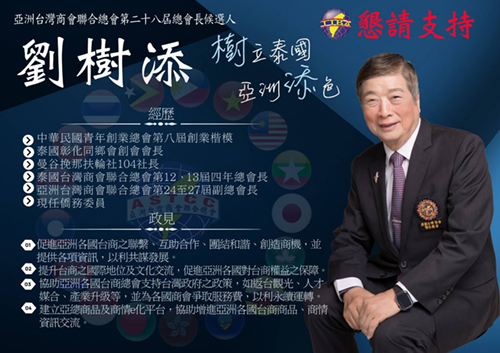 亞洲台灣商會聯合總會第二十八屆總會長候選人
懇請支持
劉樹添
樹立泰國
亞洲添色
經歷
中華民國青年創業總會第八屆創業楷模
泰國彰化同鄉會創會會長
曼谷挽那扶輪社104社長
泰國台灣商會聯合總會第12、13屆四年總會長
亞洲台灣商會聯合總會第24至27屆副總會長
現任僑務委員
ASTCC
政見
01 促進亞洲各國台商之聯繫、互助合作、團結和諧、創造商機，並
提供各項資訊，以利共謀發展。
02 提升台商之國際地位及文化交流，促進亞洲各國對台商權益之保障。
03 協助亞洲各國台商總會支持台灣政府之政策，如返台觀光、人才
媒合、產業升級等，並為各國商會爭取服務費，以利永續運轉。
04 建立亞總商品及商情e化平台，協助增進亞洲各國台商商品、商情
資訊交流。